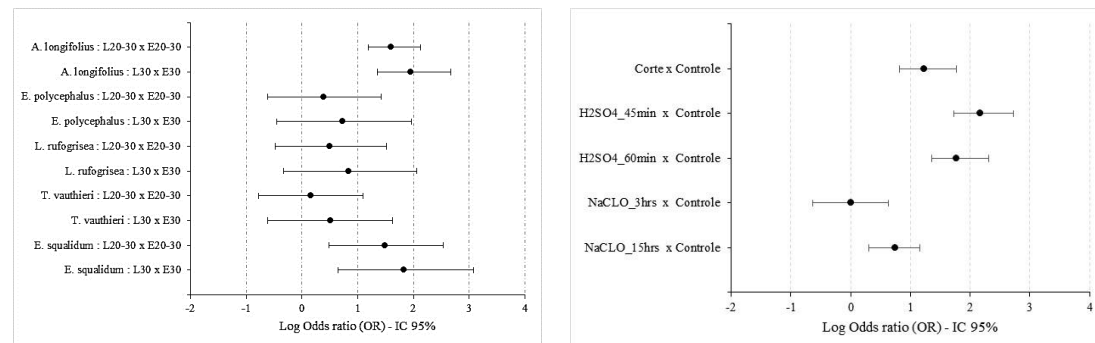 A. longifolius : L20-30 x E20-30
A. longifolius : L30 x E30
E. polycephalus : L20-30 x E20-30
E. polycephalus : L30 x E30
L. rufogrisea : L20-30 x E20-30
L. rufogrisea : L30 x E30
T. vauthieri : L20-30 x E20-30
T. vauthieri : L30 x E30
E. squalidum : L20-30 x E20-30
E. squalidum : L30 x E30
-2 -1 0 1 2 3 4
Log Odds ratio (OR) - IC 95%
Corte x Controle
H2SO4_45min x Controle
H2SO4_60min x Controle
NaCLO_3hrs x Controle
NaCLO_15hrs x Controle
-2 -1 0 1 2 3 4
Log Odds ratio (OR) - IC 95%